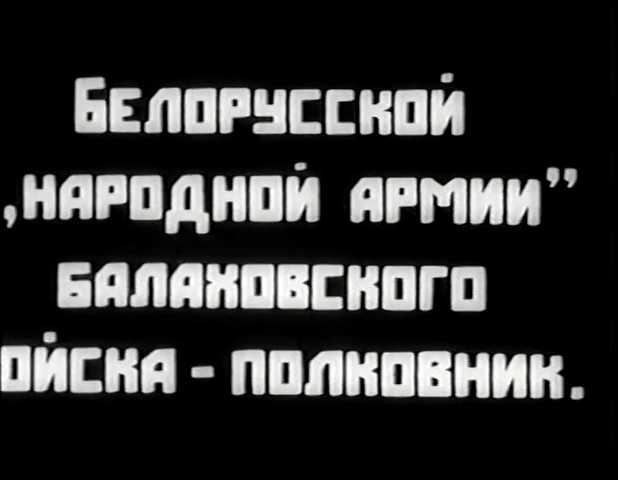 БЕЛОРУССКОЙ
„НАРОДНОЙ АРМИИ”
БАЛАХОВСКОГО
ОЙСКА - ПОЛКОВНИК.